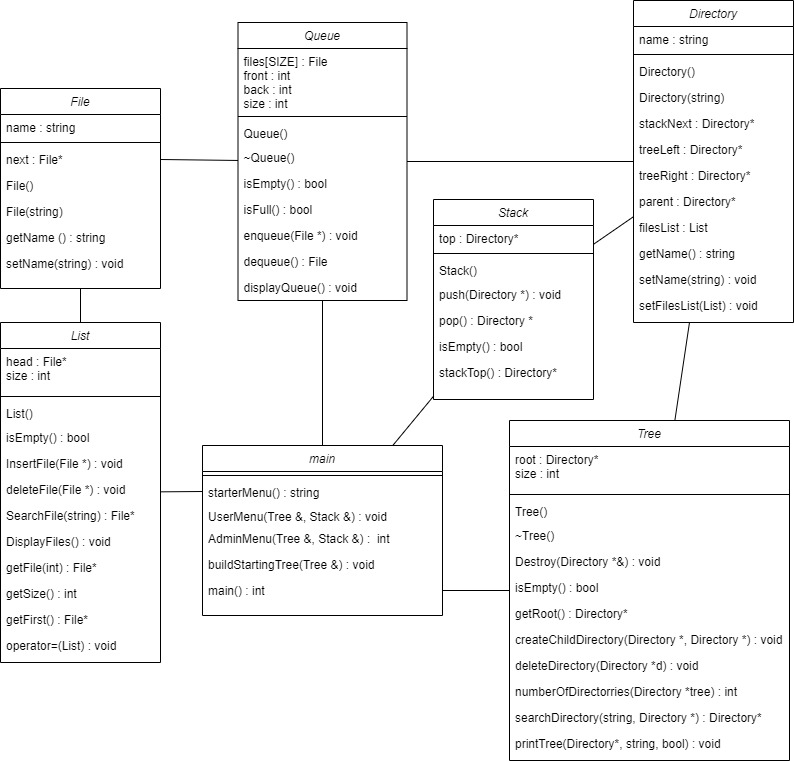 File
name : string
next : File*
File()
File(string)
getName () : string
setName(string) : void
Queue
files[SIZE] : File
front : int
back : int
size : int
Queue()
~Queue()
isEmpty() : bool
isFull() : bool
enqueue(File *) : void
dequeue() : File
displayQueue() : void
Directory
name : string
Directory()
Directory(string)
stackNext : Directory*
treeLeft : Directory*
treeRight : Directory*
parent : Directory*
filesList : List
getName() : string
setName(string) : void
setFilesList(List) : void
Stack
top : Directory*
Stack()
push(Directory *) : void
pop() : Directory *
isEmpty() : bool
stackTop() : Directory*
List
head : File*
size : int
List()
isEmpty() : bool
InsertFile(File *) : void
deleteFile(File *) : void
SearchFile(string) : File*
DisplayFiles() : void
getFile(int) : File*
getSize() : int
getFirst() : File*
operator=(List) : void
main
starterMenu() : string
UserMenu(Tree &, Stack &) : void
AdminMenu(Tree &, Stack &) :  int
buildStartingTree(Tree &) : void
main() : int
Tree
root : Directory*
size : int
Tree()
~Tree()
Destroy(Directory *&) : void
isEmpty() : bool
getRoot() : Directory*
createChildDirectory(Directory *, Directory *) : void
deleteDirectory(Directory *d) : void
numberOfDirectorries(Directory *tree) : int
searchDirectory(string, Directory *) : Directory*
printTree(Directory*, string, bool) : void